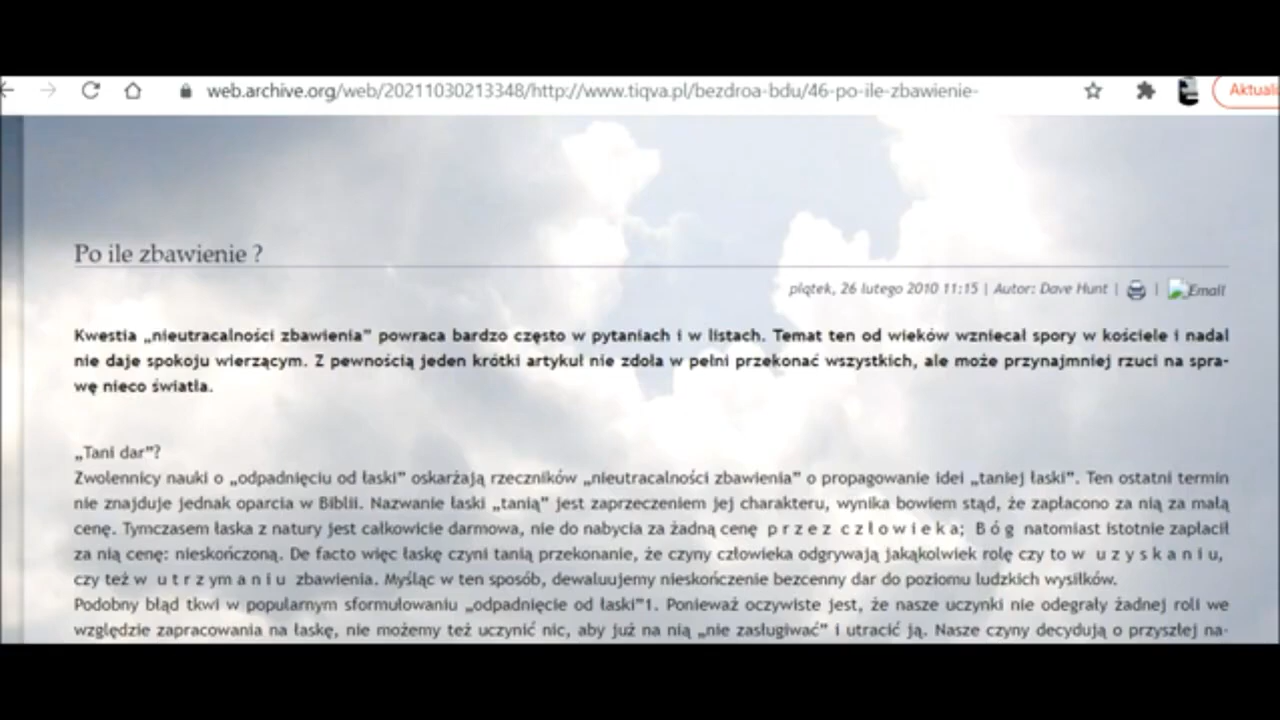 web.archive.org/web/20211030213348/http://www.tiqva.pl/bezdroa-bdu/46-po-ile-zbawienie-
Po ile zbawienie ?
piątek, 26 lutego 2010 11:15 | Autor: Dave Hunt | | Email
Kwestia „nieutracalności zbawienia” powraca bardzo często w pytaniach i w listach. Temat ten od wieków wzniecał spory w kościele i nadal
nie daje spokoju wierzącym. Z pewnością jeden krótki artykuł nie zdoła w pełni przekonać wszystkich, ale może przynajmniej rzuci na spra-
wę nieco światła.
„Tani dar”?
Zwolennicy nauki o „odpadnięciu od łaski” oskarżają rzeczników „nieutracalności zbawienia” o propagowanie idei „taniej łaski”. Ten ostatni termin
nie znajduje jednak oparcia w Biblii. Nazwanie łaski „tanią” jest zaprzeczeniem jej charakteru, wynika bowiem stąd, że zapłacono za nią za małą
cenę. Tymczasem łaska z natury jest całkowicie darmowa, nie do nabycia za żadną cenę p r z e z c z ł o w i e k a; B ó g natomiast istotnie zapłacił
za nią cenę: nieskończoną. De facto więc łaskę czyni tanią przekonanie, że czyny człowieka odgrywają jakąkolwiek rolę czy to w u z y s k a n i u,
czy też w u t r z y m a n i u zbawienia. Myśląc w ten sposób, dewaluujemy nieskończenie bezcenny dar do poziomu ludzkich wysiłków.
Podobny błąd tkwi w popularnym sformułowaniu „odpadnięcie od łaski”1. Ponieważ oczywiste jest, że nasze uczynki nie odegrały żadnej roli we
względzie zapracowania na łaskę, nie możemy też uczynić nic, aby już na nią „nie zasługiwać” i utracić ją. Nasze czyny decydują o przyszłej na-